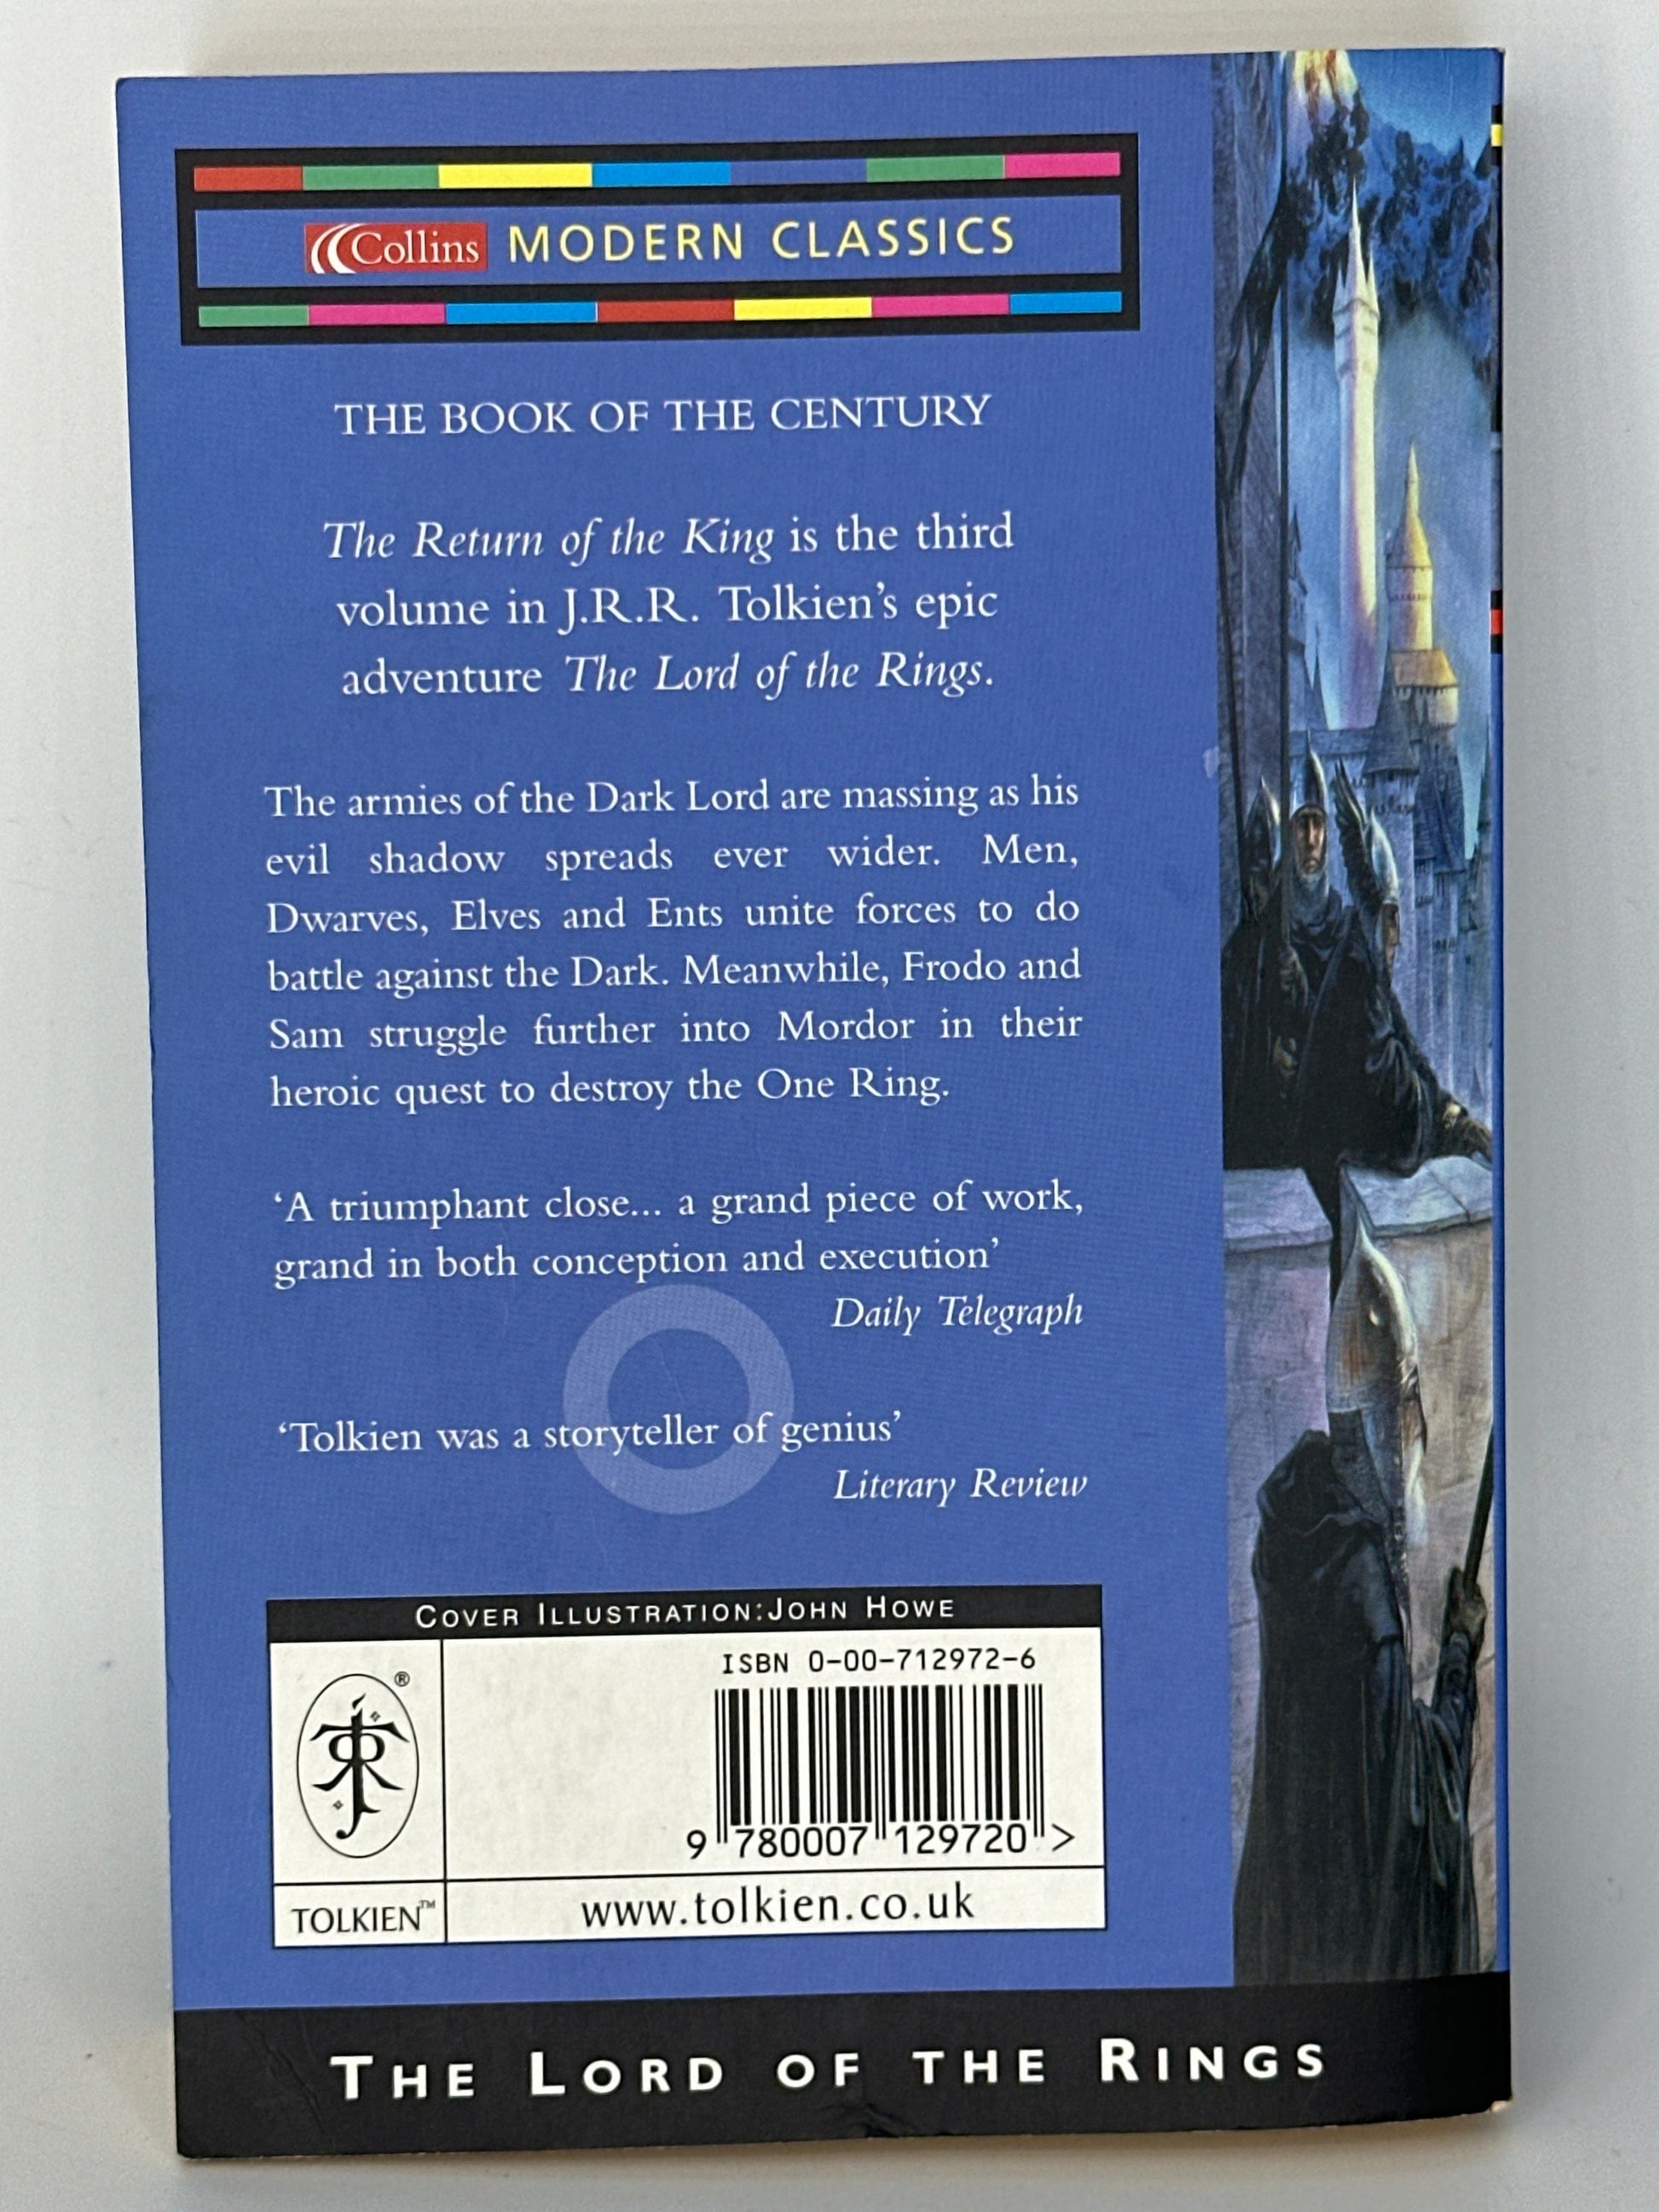 Collins MODERN CLASSICS
THE BOOK OF THE CENTURY
The Return of the King is the third
volume in J.R.R. Tolkien's epic
adventure The Lord of the Rings.
The armies of the Dark Lord are massing as his
evil shadow spreads ever wider. Men,
Dwarves, Elves and Ents unite forces to do
battle against the Dark. Meanwhile, Frodo and
Sam struggle further into Mordor in their
heroic quest to destroy the One Ring.
‘A triumphant close... a grand piece of work,
grand in both conception and execution’
Daily Telegraph
‘Tolkien was a storyteller of genius’
Literary Review
COVER ILLUSTRATION:JOHN HOWE
®
ISBN 0-00-712972-6
9 780007 129720 >
TOLKIEN™
www.tolkien.co.uk
THE LORD OF THE RINGS